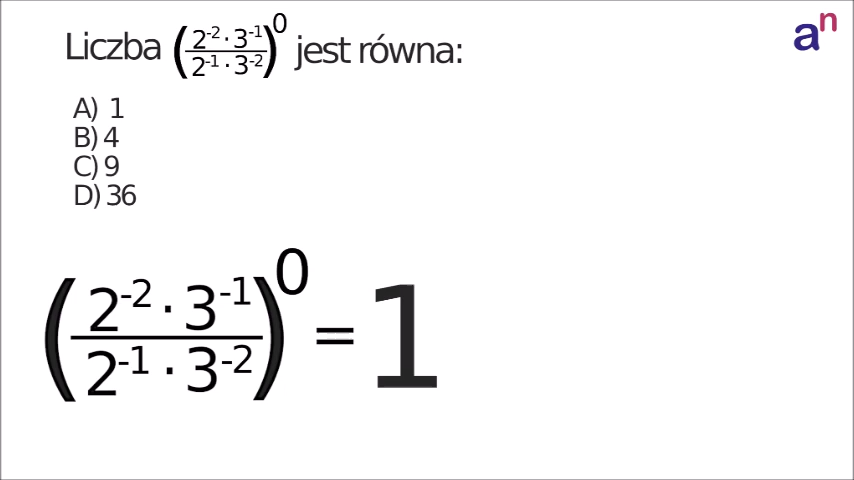 Liczba (2^-2 · 3^-1 / 2^-1 · 3^-2)^0 jest równa:
A) 1
B) 4
C) 9
D) 36
(2^-2 · 3^-1 / 2^-1 · 3^-2)^0 = 1
a^n